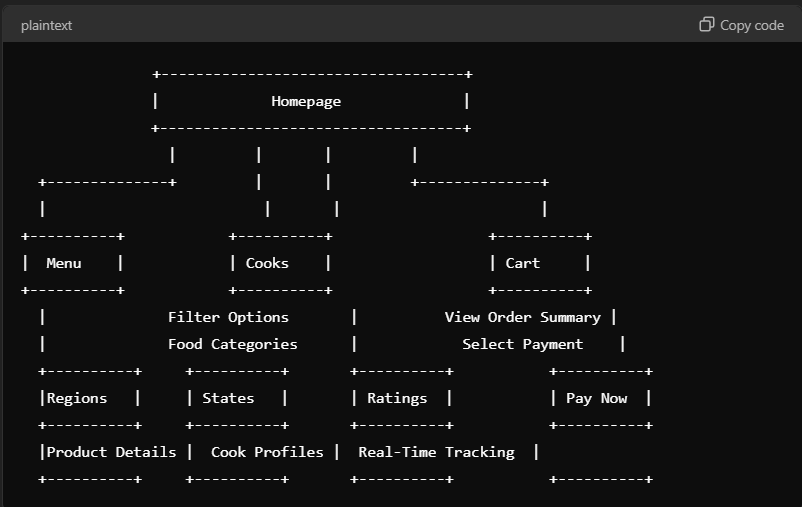 plaintext Copy code
+-----------------------------------+
| Homepage |
+-----------------------------------+
| | | |
+--------------+ | | +--------------+
| | | |
+----------+ +----------+ +----------+
| Menu | | Cooks | | Cart |
+----------+ +----------+ +----------+
| Filter Options | View Order Summary |
| Food Categories | Select Payment |
+----------+ +----------+ +----------+ +----------+
|Regions | | States | | Ratings | | Pay Now |
+----------+ +----------+ +----------+ +----------+
|Product Details | Cook Profiles | Real-Time Tracking |
+----------+ +----------+ +----------+ +----------+